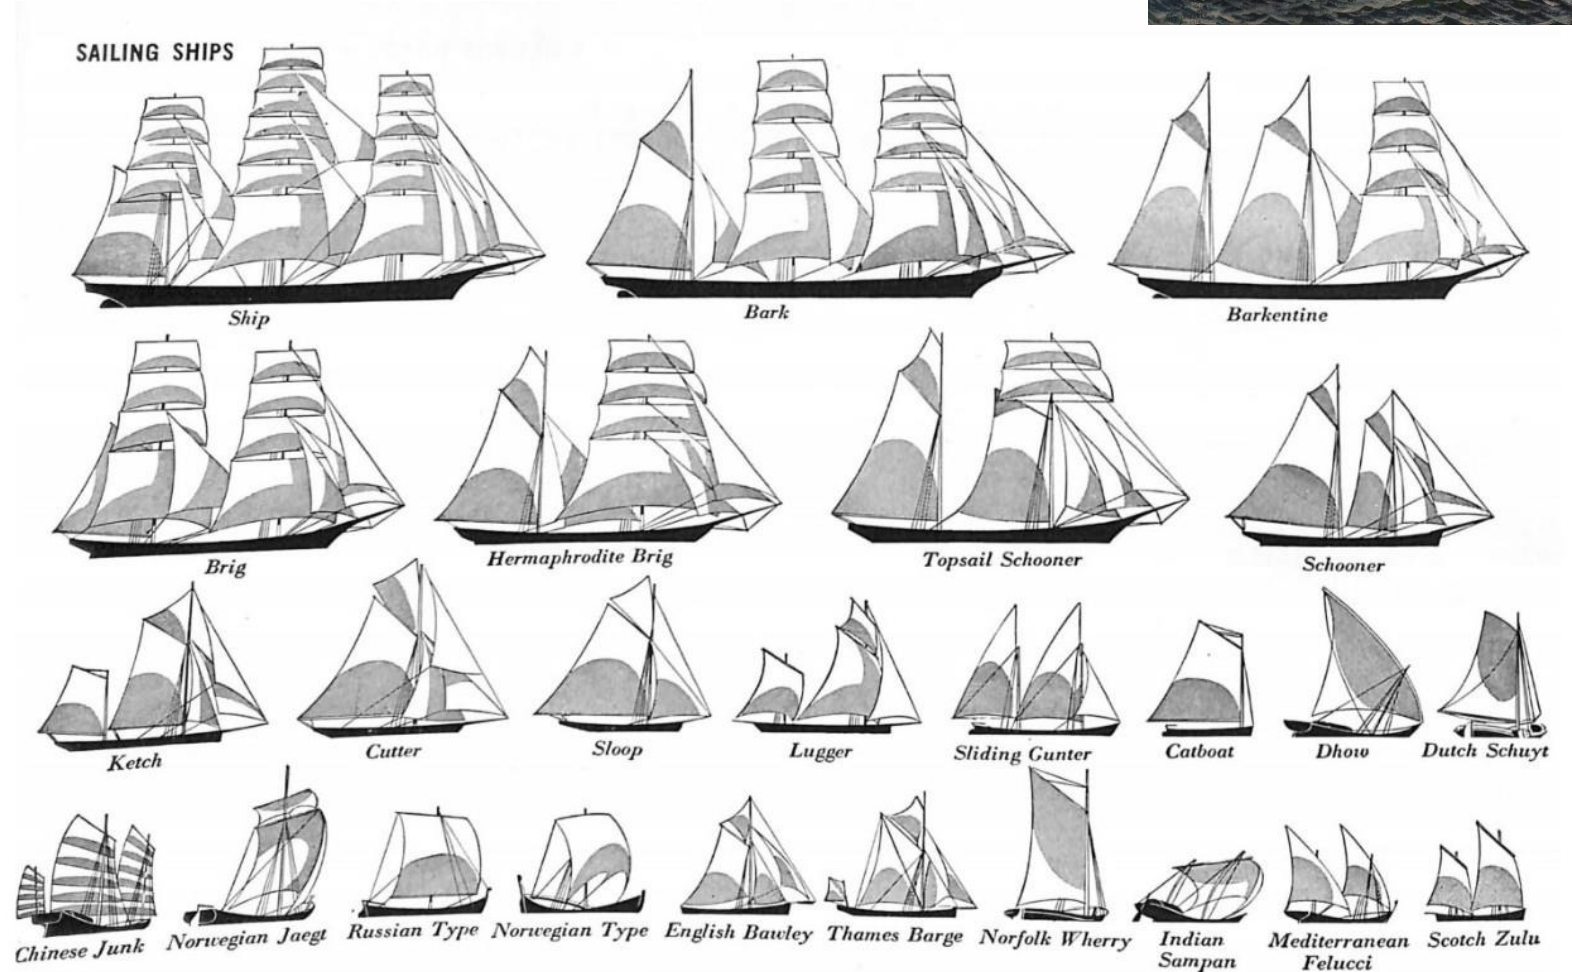 SAILING SHIPS
Ship
Bark
Barkentine
Brig
Hermaphrodite Brig
Topsail Schooner
Schooner
Ketch
Cutter
Sloop
Lugger
Sliding Gunter
Catboat
Dhow
Dutch Schuyt
Chinese Junk
Norwegian Jaegt
Russian Type
Norwegian Type
English Bawley
Thames Barge
Norfolk Wherry
Indian
Sampan
Mediterranean
Felucci
Scotch Zulu